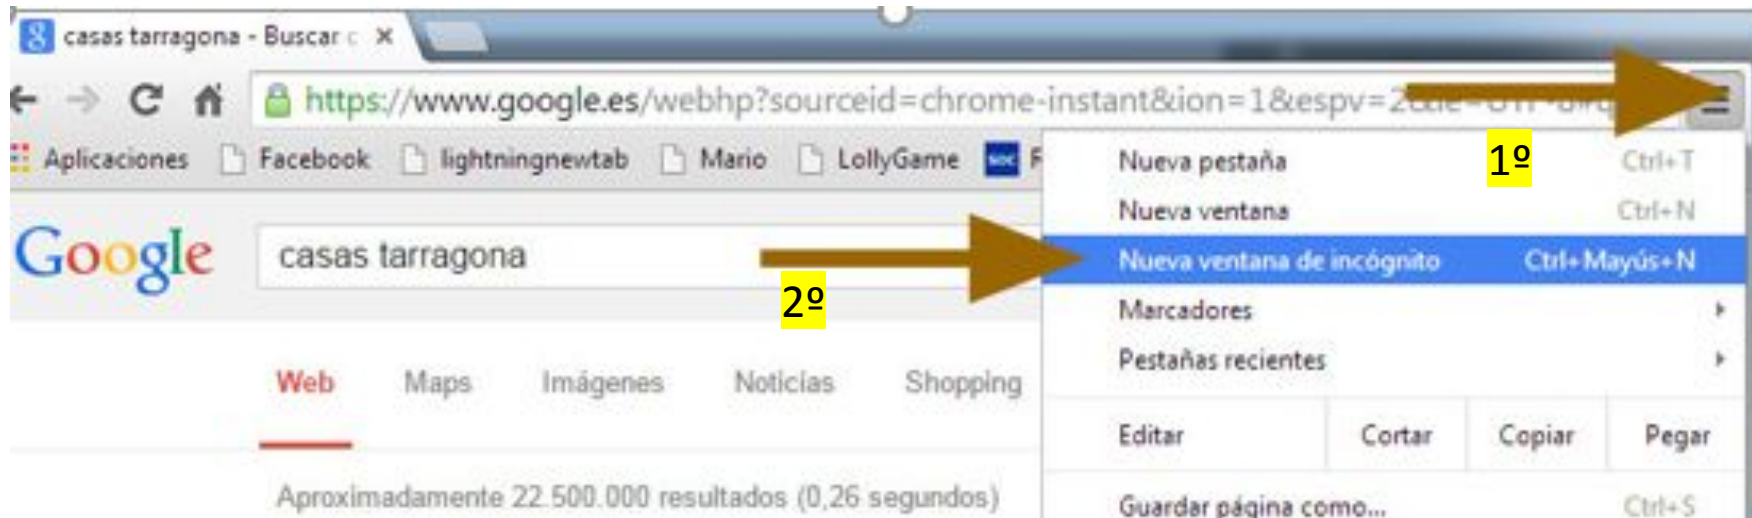 casas tarragona - Buscar c
https://www.google.es/webhp?sourceid=chrome-instant&ion=1&espv=2
Aplicaciones Facebook lightningnewtab Mario LollyGame SOC F
1º
Nueva pestaña Ctrl+T
Nueva ventana Ctrl+N
Google casas tarragona
Nueva ventana de incógnito Ctrl+Mayús+N
2º
Marcadores
Pestañas recientes
Web Maps Imágenes Noticias Shopping
Editar Cortar Copiar Pegar
Aproximadamente 22.500.000 resultados (0,26 segundos)
Guardar página como... Ctrl+S